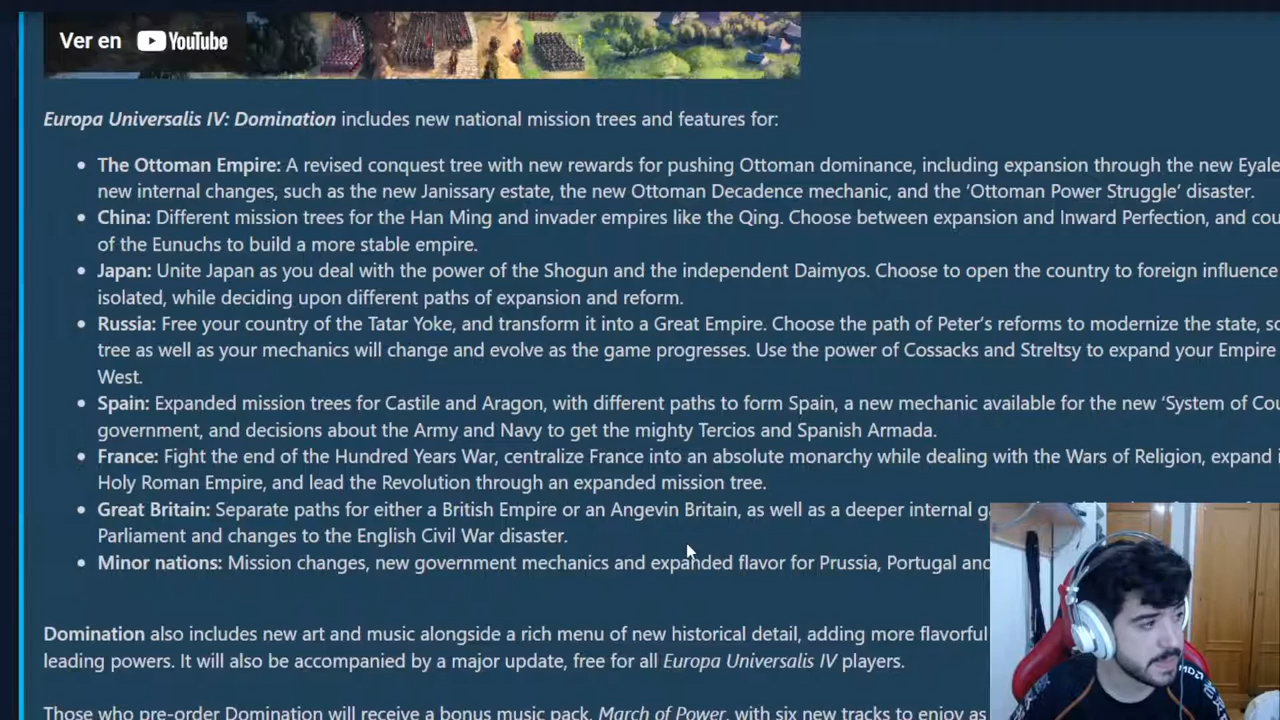 Ver en YouTube
Europa Universalis IV: Domination includes new national mission trees and features for:
• The Ottoman Empire: A revised conquest tree with new rewards for pushing Ottoman dominance, including expansion through the new Eyale
new internal changes, such as the new Janissary estate, the new Ottoman Decadence mechanic, and the ‘Ottoman Power Struggle’ disaster.
• China: Different mission trees for the Han Ming and invader empires like the Qing. Choose between expansion and Inward Perfection, and cou
of the Eunuchs to build a more stable empire.
• Japan: Unite Japan as you deal with the power of the Shogun and the independent Daimyos. Choose to open the country to foreign influence
isolated, while deciding upon different paths of expansion and reform.
• Russia: Free your country of the Tatar Yoke, and transform it into a Great Empire. Choose the path of Peter’s reforms to modernize the state, so
tree as well as your mechanics will change and evolve as the game progresses. Use the power of Cossacks and Streltsy to expand your Empire
West.
• Spain: Expanded mission trees for Castile and Aragon, with different paths to form Spain, a new mechanic available for the new ‘System of Cou
government, and decisions about the Army and Navy to get the mighty Tercios and Spanish Armada.
• France: Fight the end of the Hundred Years War, centralize France into an absolute monarchy while dealing with the Wars of Religion, expand i
Holy Roman Empire, and lead the Revolution through an expanded mission tree.
• Great Britain: Separate paths for either a British Empire or an Angevin Britain, as well as a deeper internal
Parliament and changes to the English Civil War disaster.
• Minor nations: Mission changes, new government mechanics and expanded flavor for Prussia, Portugal and
Domination also includes new art and music alongside a rich menu of new historical detail, adding more flavorful
leading powers. It will also be accompanied by a major update, free for all Europa Universalis IV players.
Those who pre-order Domination will receive a bonus music pack, March of Power, with six new tracks to enjoy as